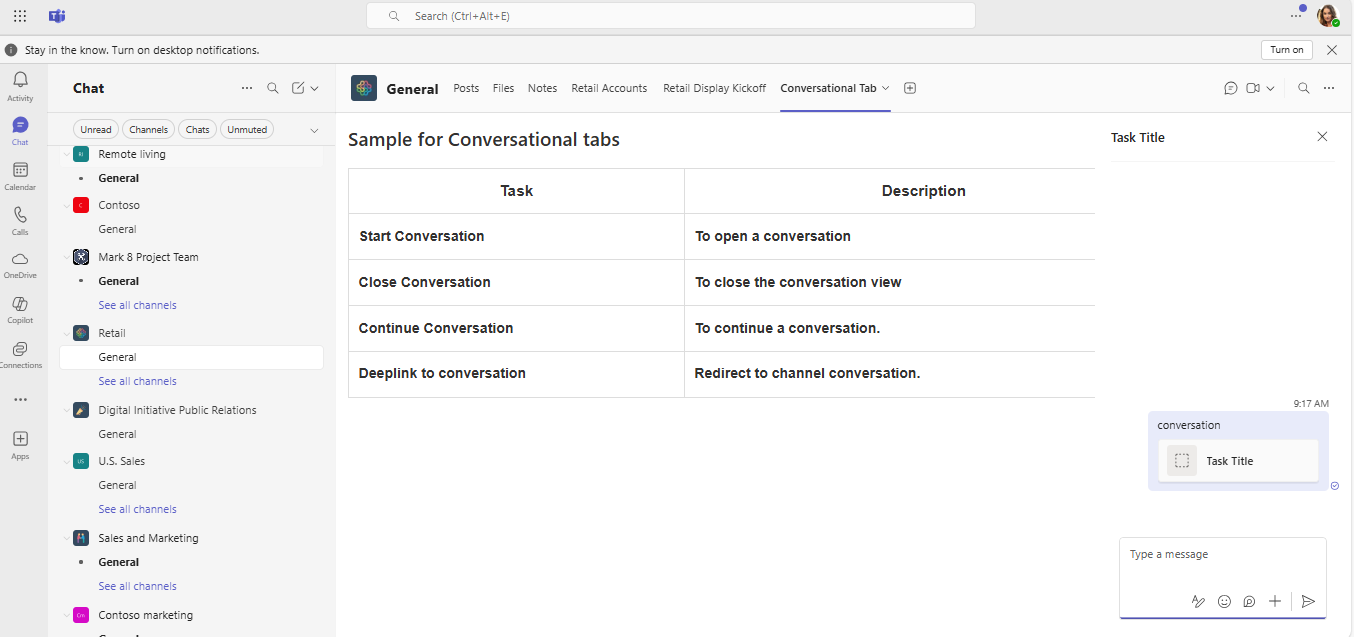 Search (Ctrl+Alt+E)
Stay in the know. Turn on desktop notifications.
Turn on
Activity
Chat
Calendar
Calls
OneDrive
Copilot
Connections
Apps
Chat
Unread
Channels
Chats
Unmuted
Remote living
General
Contoso
General
Mark 8 Project Team
General
See all channels
Retail
General
See all channels
Digital Initiative Public Relations
General
US
U.S. Sales
General
See all channels
Sales and Marketing
General
See all channels
Cm
Contoso marketing
General
General
Posts
Files
Notes
Retail Accounts
Retail Display Kickoff
Conversational Tab
Sample for Conversational tabs
Task
Description
Start Conversation
To open a conversation
Close Conversation
To close the conversation view
Continue Conversation
To continue a conversation.
Deeplink to conversation
Redirect to channel conversation.
Task Title
9:17 AM
conversation
Task Title
Type a message